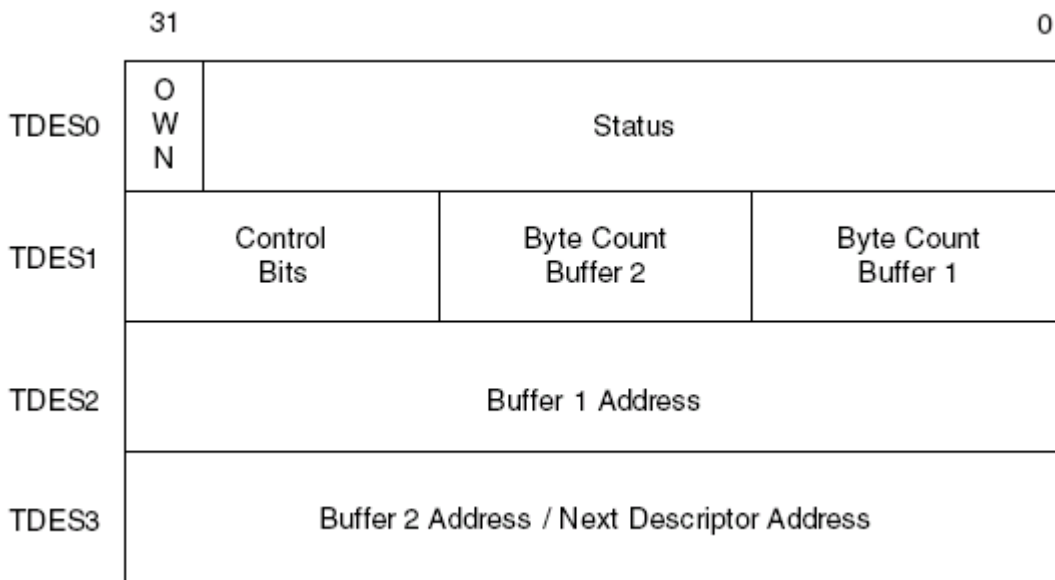 31 0
TDES0
O
W
N
Status
TDES1
Control
Bits
Byte Count
Buffer 2
Byte Count
Buffer 1
TDES2
Buffer 1 Address
TDES3
Buffer 2 Address / Next Descriptor Address